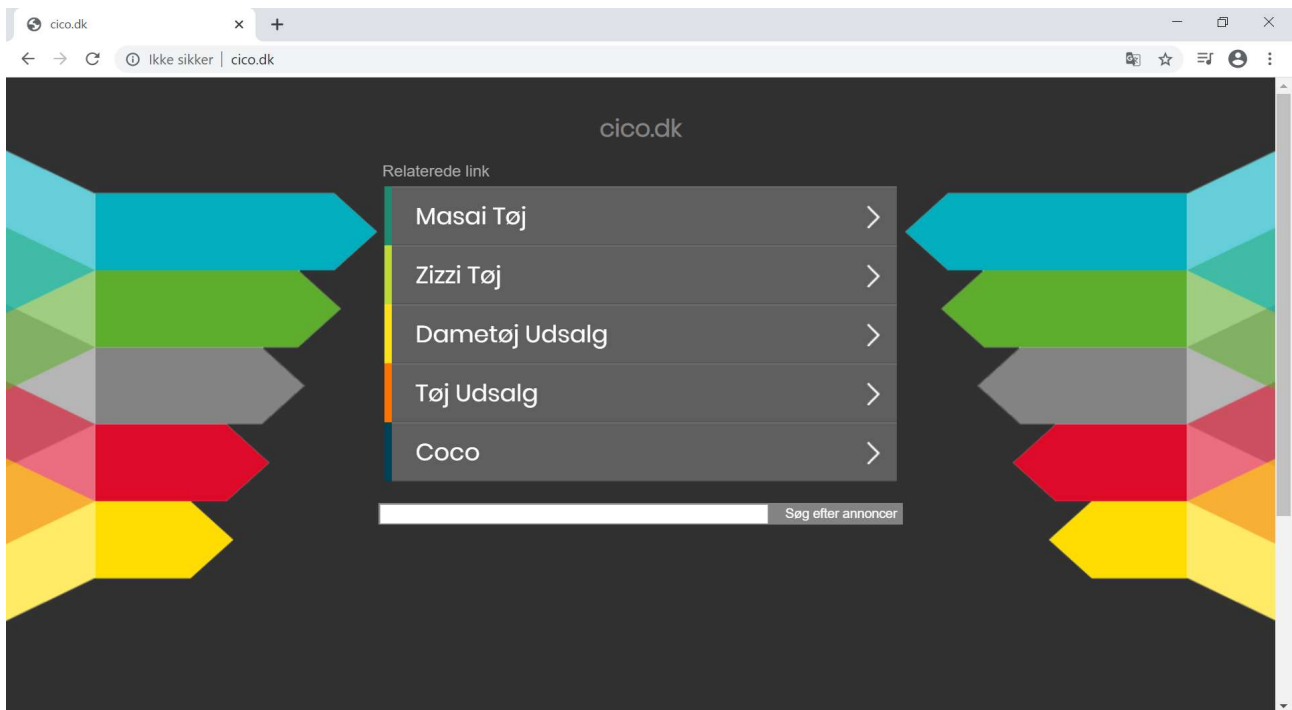 cico.dk
Ikke sikker | cico.dk
cico.dk
Relaterede link
Masai Tøj
Zizzi Tøj
Dametøj Udsalg
Tøj Udsalg
Coco
Søg efter annoncer